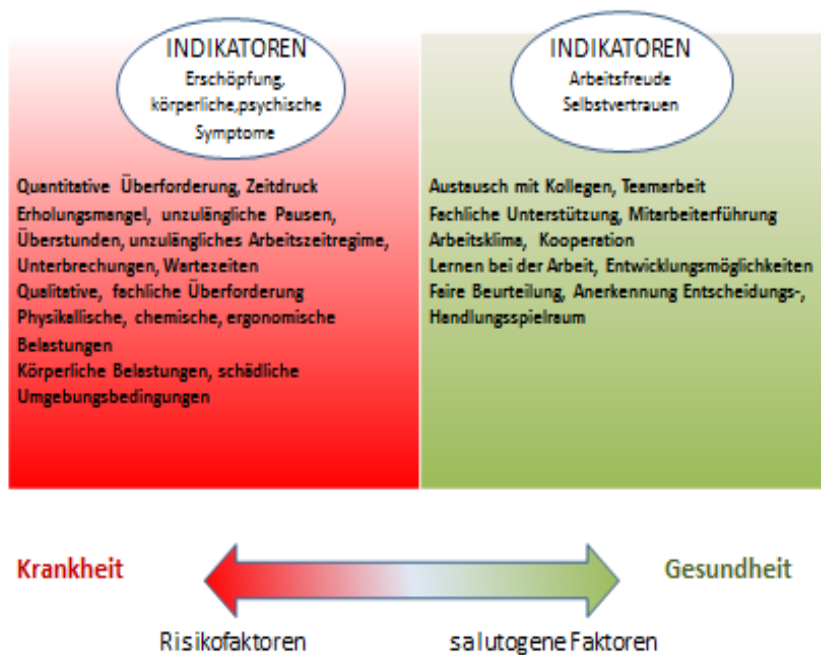 INDIKATOREN
Erschöpfung,
körperliche,psychische
Symptome
Quantitative Überforderung, Zeitdruck
Erholungsmangel, unzulängliche Pausen,
Überstunden, unzulängliches Arbeitszeitregime,
Unterbrechungen, Wartezeiten
Qualitative, fachliche Überforderung
Physikallische, chemische, ergonomische
Belastungen
Körperliche Belastungen, schädliche
Umgebungsbedingungen
INDIKATOREN
Arbeitsfreude
Selbstvertrauen
Austausch mit Kollegen, Teamarbeit
Fachliche Unterstützung, Mitarbeiterführung
Arbeitsklima, Kooperation
Lernen bei der Arbeit, Entwicklungsmöglichkeiten
Faire Beurteilung, Anerkennung Entscheidungs-,
Handlungsspielraum
Krankheit
Gesundheit
Risikofaktoren
salutogene Faktoren